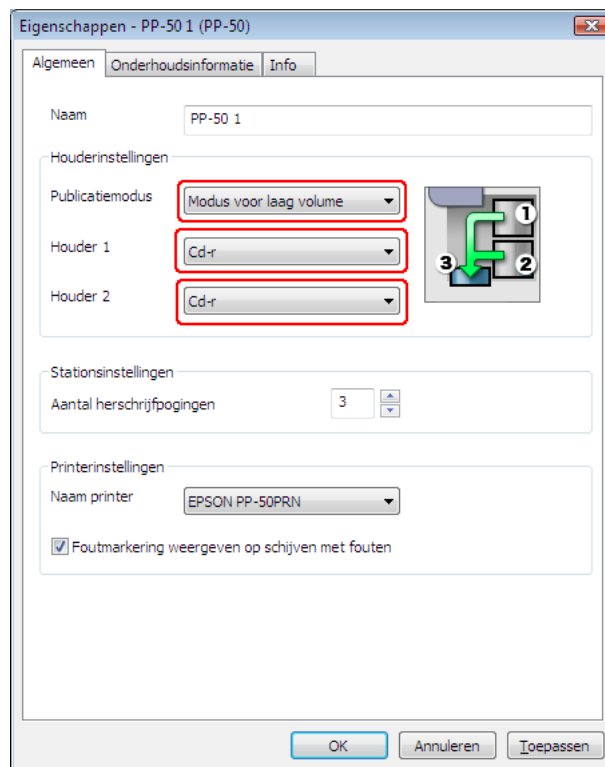 Eigenschappen - PP-50 1 (PP-50)
Algemeen Onderhoudsinformatie Info
Naam PP-50 1
Houderinstellingen
Publicatiemodus Modus voor laag volume
Houder 1 Cd-r
Houder 2 Cd-r
1
3 2
Stationsinstellingen
Aantal herschrijfpogingen 3
Printerinstellingen
Naam printer EPSON PP-50PRN
Foutmarkering weergeven op schijven met fouten
OK Annuleren Toepassen